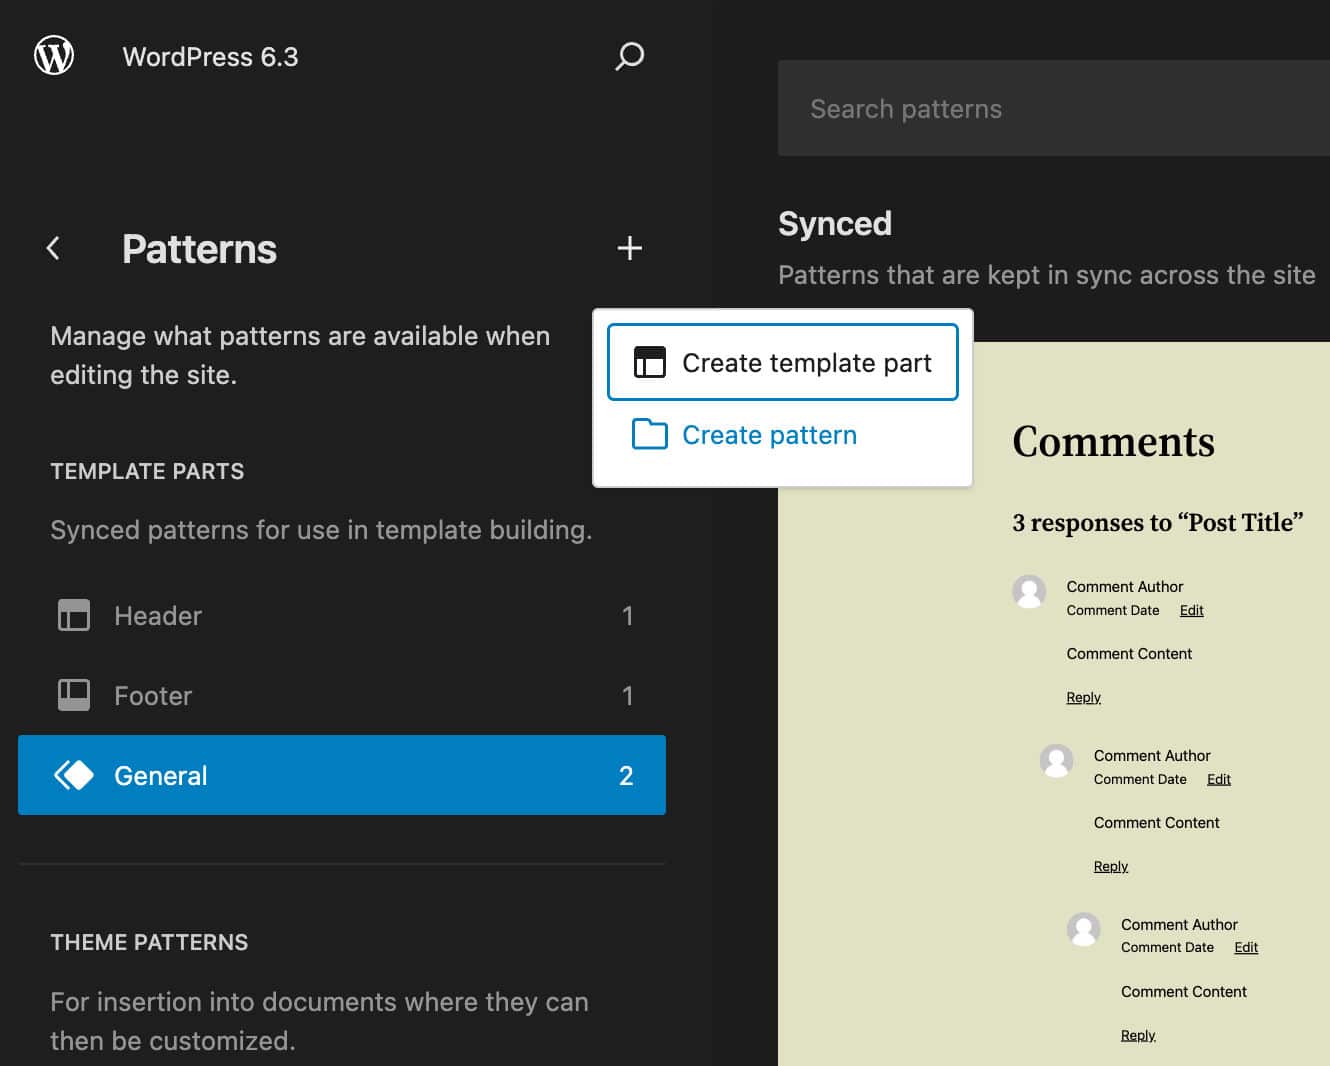 WordPress 6.3
Patterns
Manage what patterns are available when
editing the site.
TEMPLATE PARTS
Synced patterns for use in template building.
Header 1
Footer 1
General 2
THEME PATTERNS
For insertion into documents where they can
then be customized.
Create template part
Create pattern
Search patterns
Synced
Patterns that are kept in sync across the site
Comments
3 responses to “Post Title”
Comment Author
Comment Date Edit
Comment Content
Reply
Comment Author
Comment Date Edit
Comment Content
Reply
Comment Author
Comment Date Edit
Comment Content
Reply